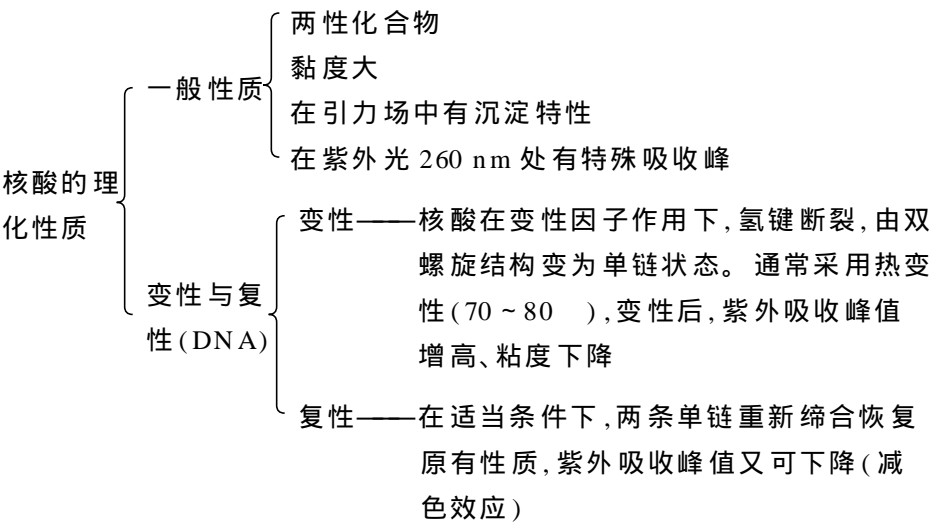 两性化合物
黏度大
一般性质
在引力场中有沉淀特性
在紫外光 260 nm 处有特殊吸收峰
核酸的理
化性质
变性——核酸在变性因子作用下,氢键断裂,由双
螺旋结构变为单链状态。通常采用热变
性(70~80 ),变性后,紫外吸收峰值
增高、粘度下降
变性与复
性(DNA)
复性——在适当条件下,两条单链重新缔合恢复
原有性质,紫外吸收峰值又可下降(减
色效应)